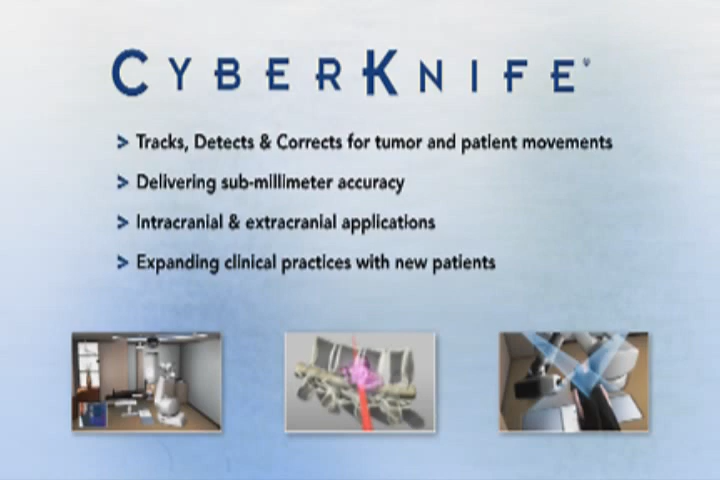 CYBERKNIFE®
> Tracks, Detects & Corrects for tumor and patient movements
> Delivering sub-millimeter accuracy
> Intracranial & extracranial applications
> Expanding clinical practices with new patients